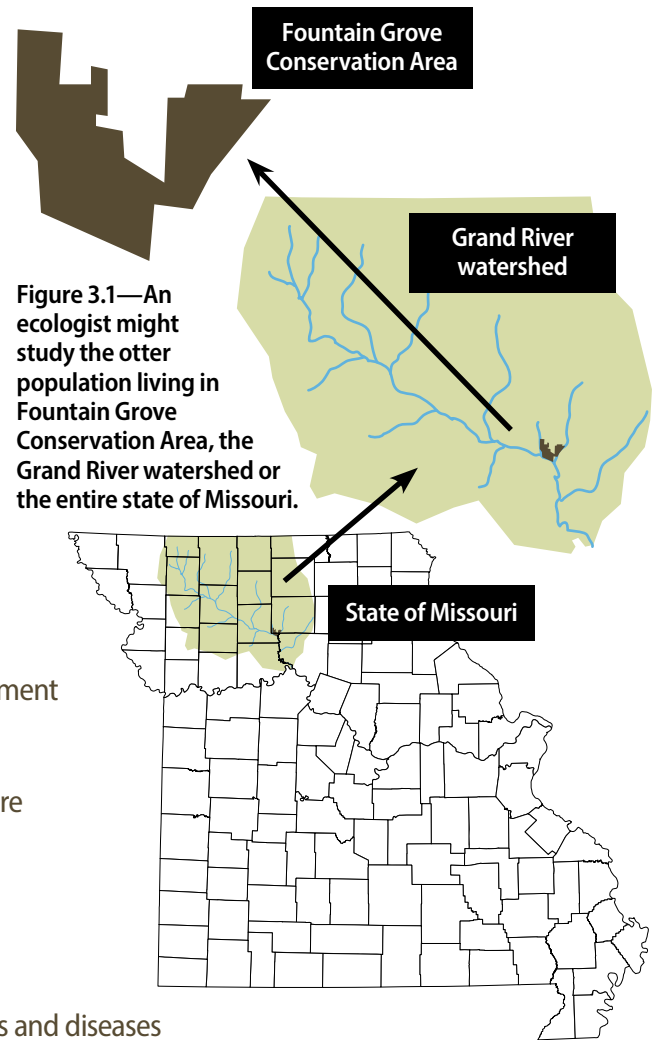 Fountain Grove
Conservation Area
Grand River
watershed
Figure 3.1—An
ecologist might
study the otter
population living in
Fountain Grove
Conservation Area, the
Grand River watershed or
the entire state of Missouri.
State of Missouri
ment
re
s and diseases